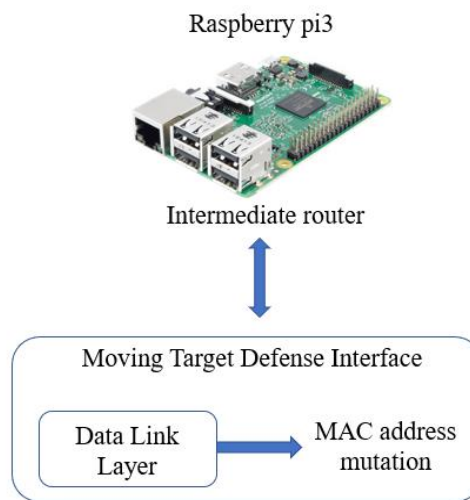 Raspberry pi3
Intermediate router
Moving Target Defense Interface
Data Link
Layer
MAC address
mutation